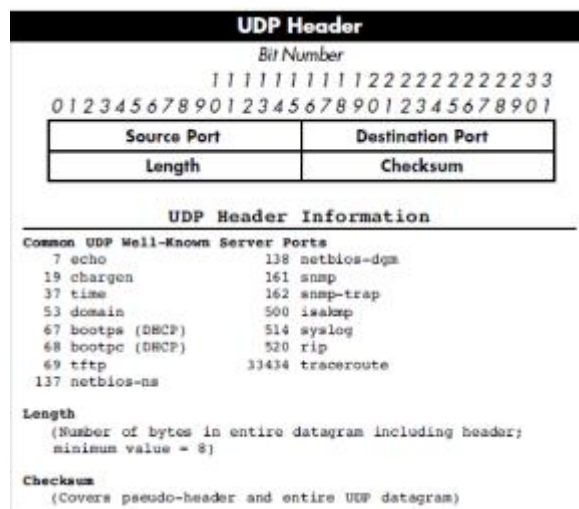 UDP Header
Bit Number
1 1 1 1 1 1 1 1 1 1 2 2 2 2 2 2 2 2 2 2 3 3
0 1 2 3 4 5 6 7 8 9 0 1 2 3 4 5 6 7 8 9 0 1 2 3 4 5 6 7 8 9 0 1
Source Port Destination Port
Length Checksum
UDP Header Information
Common UDP Well-Known Server Ports
7 echo 138 netbios-dgm
19 chargen 161 snmp
37 time 162 snmp-trap
53 domain 500 isakmp
67 bootps (DHCP) 514 syslog
68 bootpc (DHCP) 520 rip
69 tftp 33434 traceroute
137 netbios-ns
Length
(Number of bytes in entire datagram including header;
minimum value = 8)
Checksum
(Covers pseudo-header and entire UDP datagram)